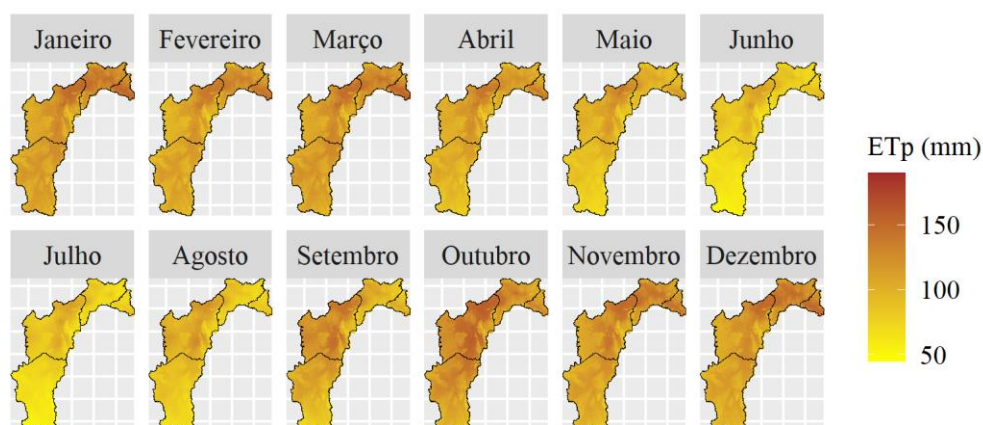 Janeiro
Fevereiro
Março
Abril
Maio
Junho
ETp (mm)
150
100
50
Julho
Agosto
Setembro
Outubro
Novembro
Dezembro